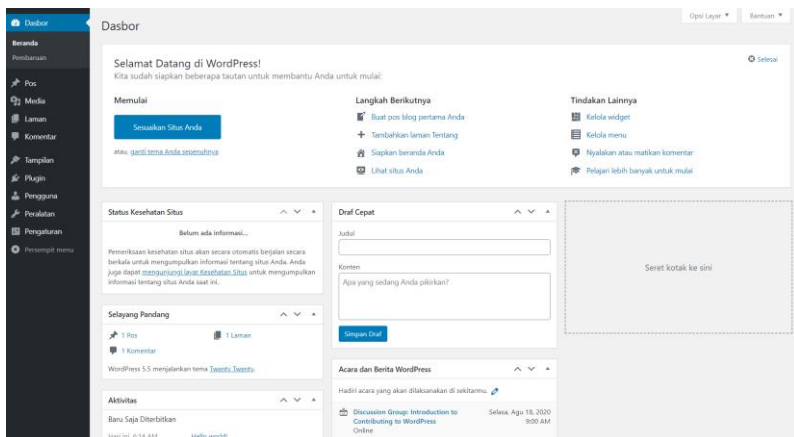 Dasbor
Beranda
Pembaruan
Pos
Media
Laman
Komentar
Tampilan
Plugin
Pengguna
Peralatan
Pengaturan
Persempit menu
Opsi Layar
Bantuan
Dasbor
Selamat Datang di WordPress!
Kita sudah siapkan beberapa tautan untuk membantu Anda untuk mulai:
Selesai
Memulai
Sesuaikan Situs Anda
atau, ganti tema Anda sepenuhnya
Langkah Berikutnya
Buat pos blog pertama Anda
Tambahkan laman Tentang
Siapkan beranda Anda
Lihat situs Anda
Tindakan Lainnya
Kelola widget
Kelola menu
Nyalakan atau matikan komentar
Pelajari lebih banyak untuk mulai
Status Kesehatan Situs
Belum ada informasi...
Pemeriksaan kesehatan situs akan secara otomatis berjalan secara
berkala untuk mengumpulkan informasi tentang situs Anda. Anda
juga dapat mengunjungi layar Kesehatan Situs untuk mengumpulkan
informasi tentang situs Anda saat ini.
Selayang Pandang
1 Pos
1 Laman
1 Komentar
WordPress 5.5 menjalankan tema Twenty Twenty.
Aktivitas
Baru Saja Diterbitkan
Hari ini, 6:14 AM
Hello world!
Draf Cepat
Judul
Konten
Apa yang sedang Anda pikirkan?
Simpan Draf
Acara dan Berita WordPress
Hadiri acara yang akan dilaksanakan di sekitarmu.
Discussion Group: Introduction to
Contributing to WordPress
Online
Selasa, Agu 18, 2020
9:00 AM
Seret kotak ke sini